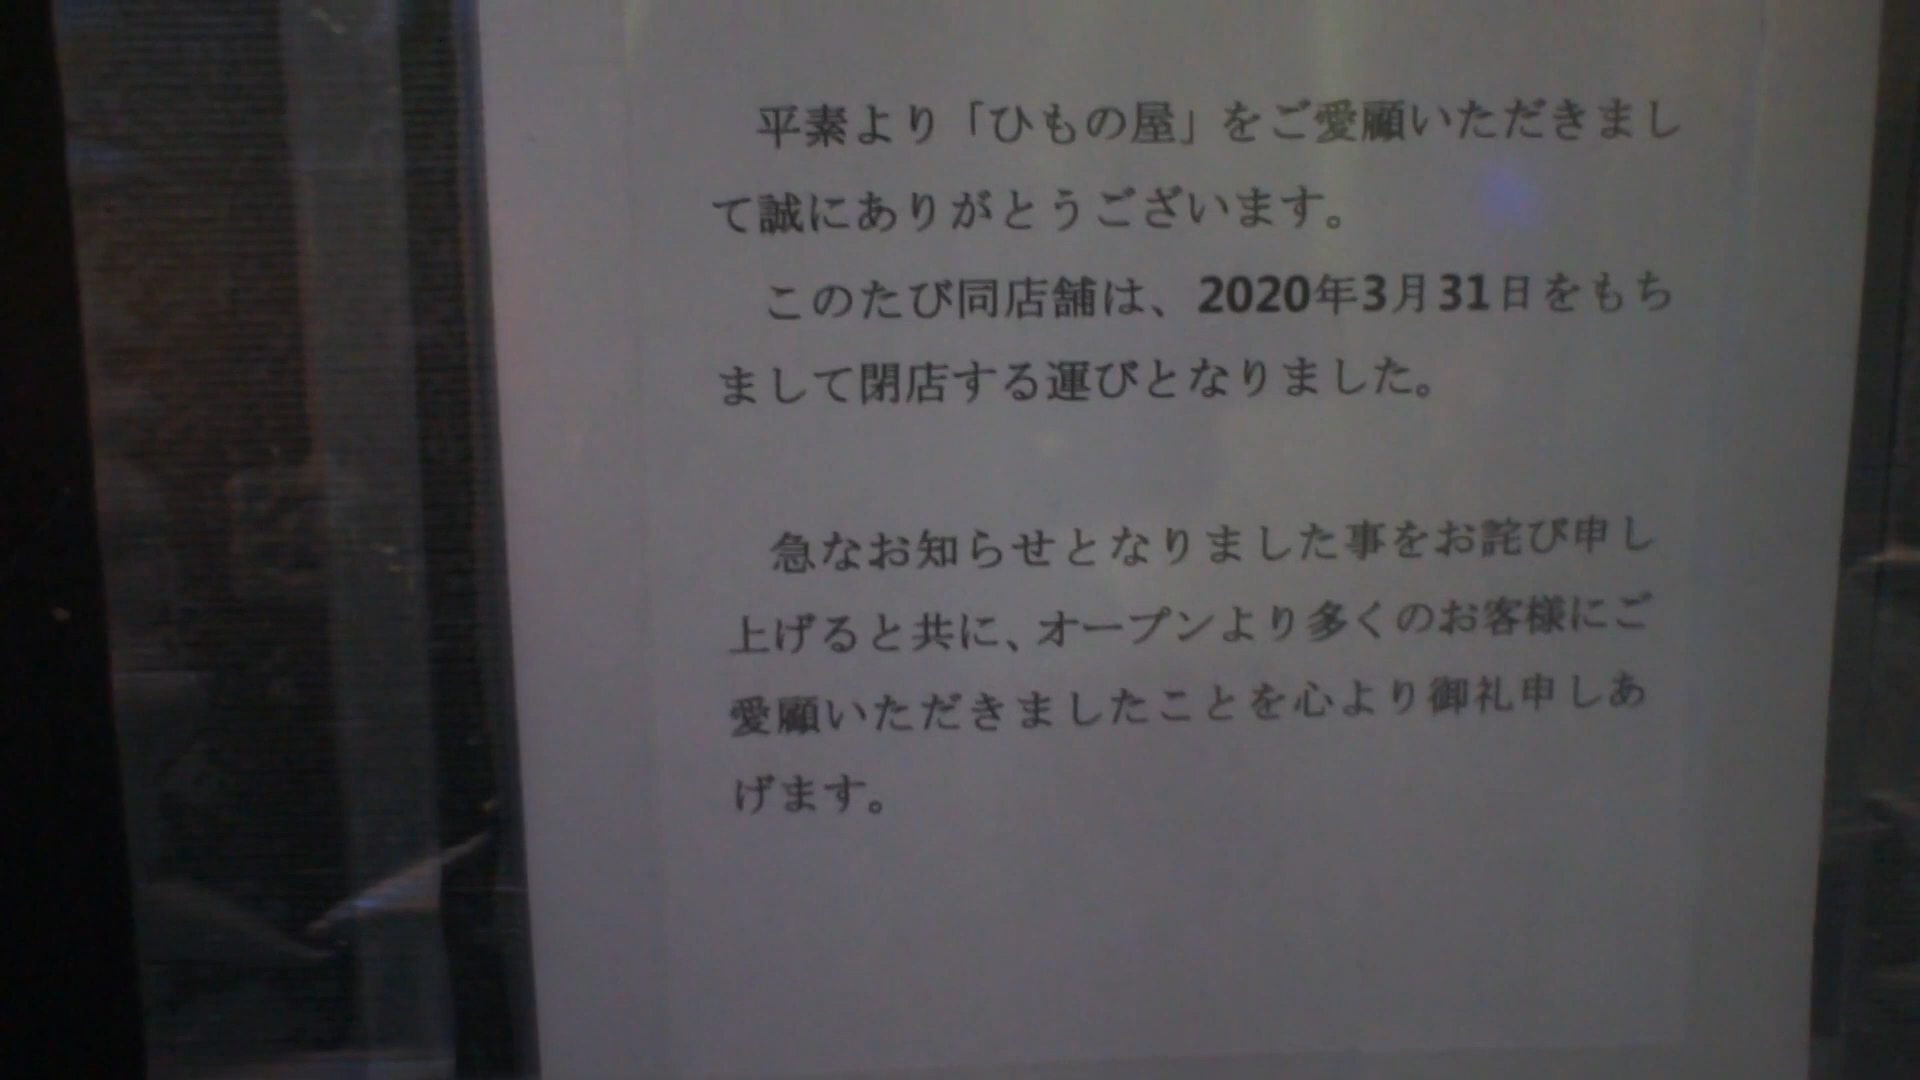 平素より「ひもの屋」をご愛願いただきまし
て誠にありがとうございます。
このたび同店舗は、2020年3月31日をもち
まして閉店する運びとなりました。
急なお知らせとなりました事をお詫び申し
上げると共に、オープンより多くのお客様にご
愛願いただきましたことを心より御礼申しあ
げます。